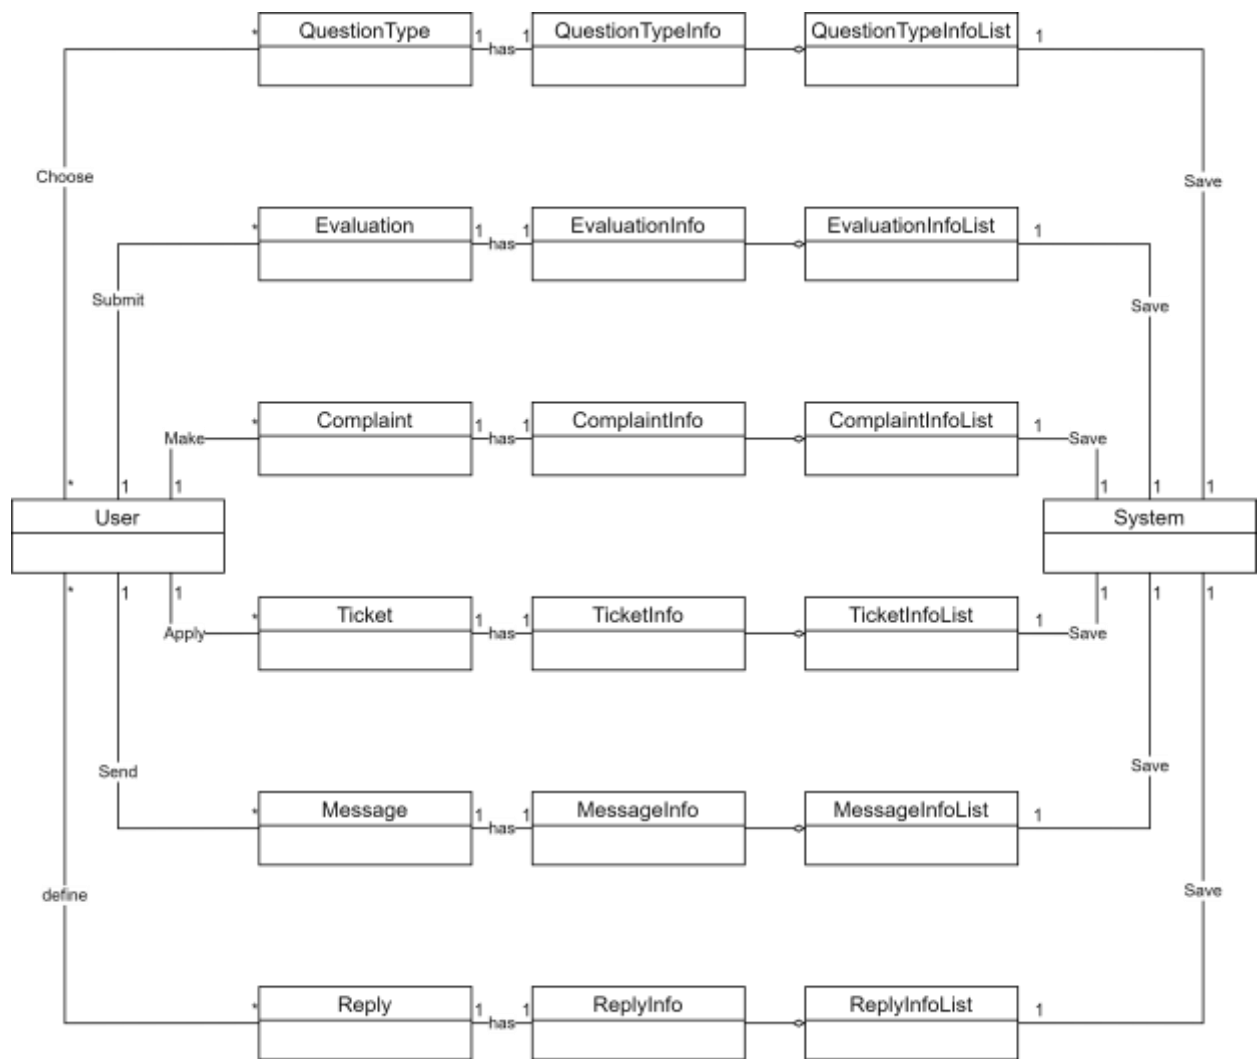 * QuestionType 1 has 1 QuestionTypeInfo QuestionTypeInfoList 1
Choose
Save
* Evaluation 1 has 1 EvaluationInfo EvaluationInfoList 1
Submit
Save
* Complaint 1 has 1 ComplaintInfo ComplaintInfoList 1
Make
Save
* 1 1
1 1 1
User
System
* 1 1
1 1 1
* Ticket 1 has 1 TicketInfo TicketInfoList 1
Apply
Save
Send
Save
* Message 1 has 1 MessageInfo MessageInfoList 1
define
Save
* Reply 1 has 1 ReplyInfo ReplyInfoList 1